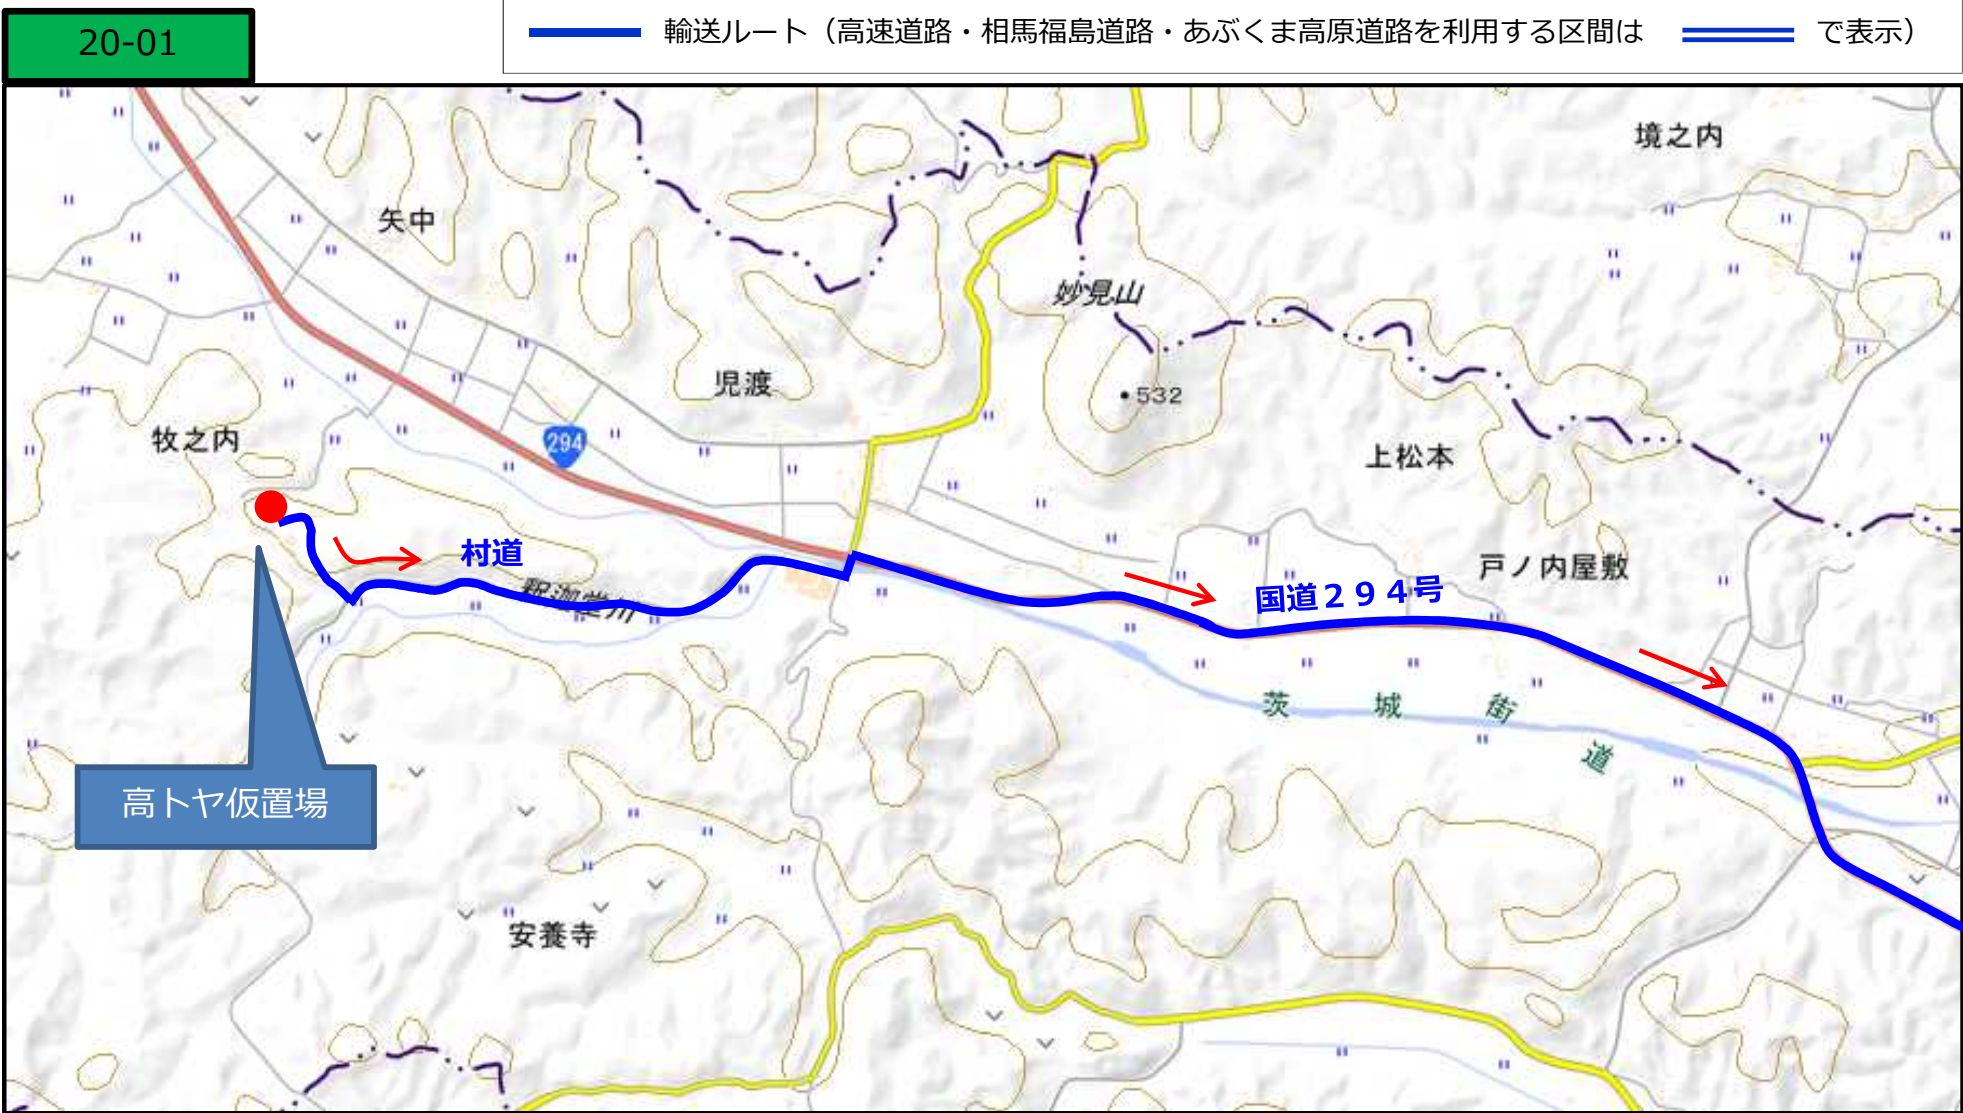 20-01
輸送ルート（高速道路・相馬福島道路・あぶくま高原道路を利用する区間は　で表示）
境之内
矢中
妙見山
児渡
・532
牧之内
294
上松本
村道
戸ノ内屋敷
釈迦堂川
国道２９４号
茨城街道
高トヤ仮置場
安養寺